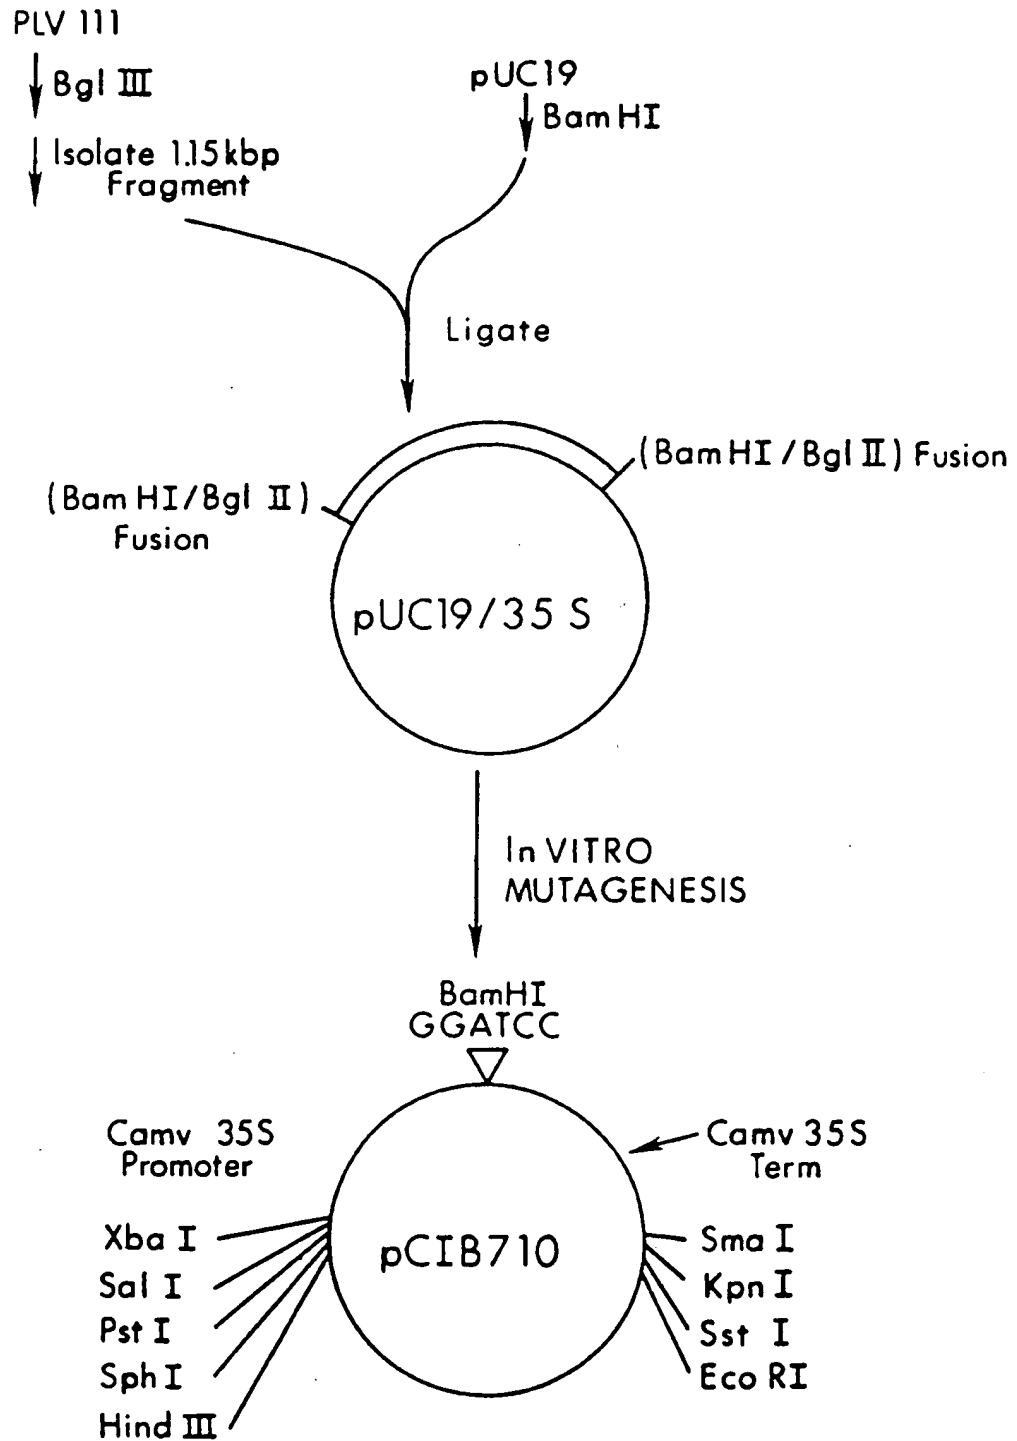 PLV 111
Bgl III
Isolate 1.15 kbp
Fragment
pUC19
Bam HI
Ligate
(Bam HI/Bgl II)
Fusion
(Bam HI/Bgl II) Fusion
pUC19/35 S
In VITRO
MUTAGENESIS
BamHI
GGATCC
Camv 35S
Promoter
Camv 35S
Term
Xba I
Sal I
Pst I
Sph I
Hind III
pCIB710
Sma I
Kpn I
Sst I
Eco RI